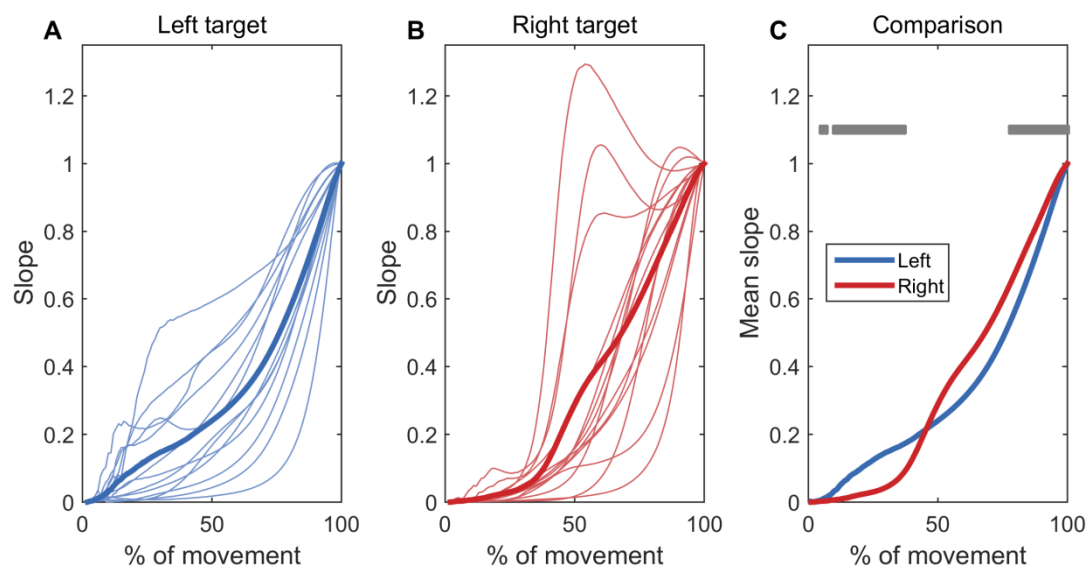 A Left target
Slope
1.2
1
0.8
0.6
0.4
0.2
0
0 50 100
% of movement
B Right target
Slope
1.2
1
0.8
0.6
0.4
0.2
0
0 50 100
% of movement
C Comparison
Mean slope
1.2
1
0.8
0.6
0.4
0.2
0
Left
Right
0 50 100
% of movement